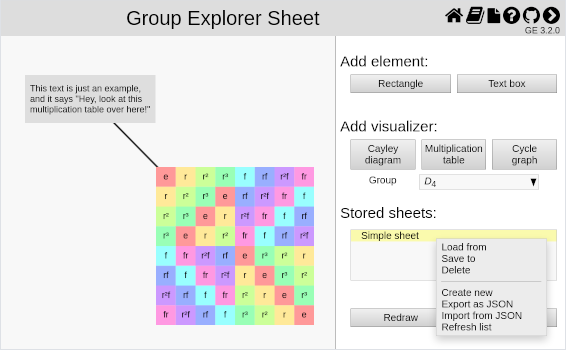 Group Explorer Sheet
GE 3.2.0
This text is just an example,
and it says "Hey, look at this
multiplication table over here!"
e r r² r³ f rf r²f fr
r r² r³ e rf r²f fr f
r² r³ e r r²f fr f rf
r³ e r r² fr f rf r²f
f fr r²f rf e r³ r² r
rf f fr r²f r e r³ r²
r²f rf f fr r² r e r³
fr r²f rf f r³ r² r e
Add element:
Rectangle
Text box
Add visualizer:
Cayley
diagram
Multiplication
table
Cycle
graph
Group
D₄
Stored sheets:
Simple sheet
Load from
Save to
Delete
Create new
Export as JSON
Import from JSON
Refresh list
Redraw